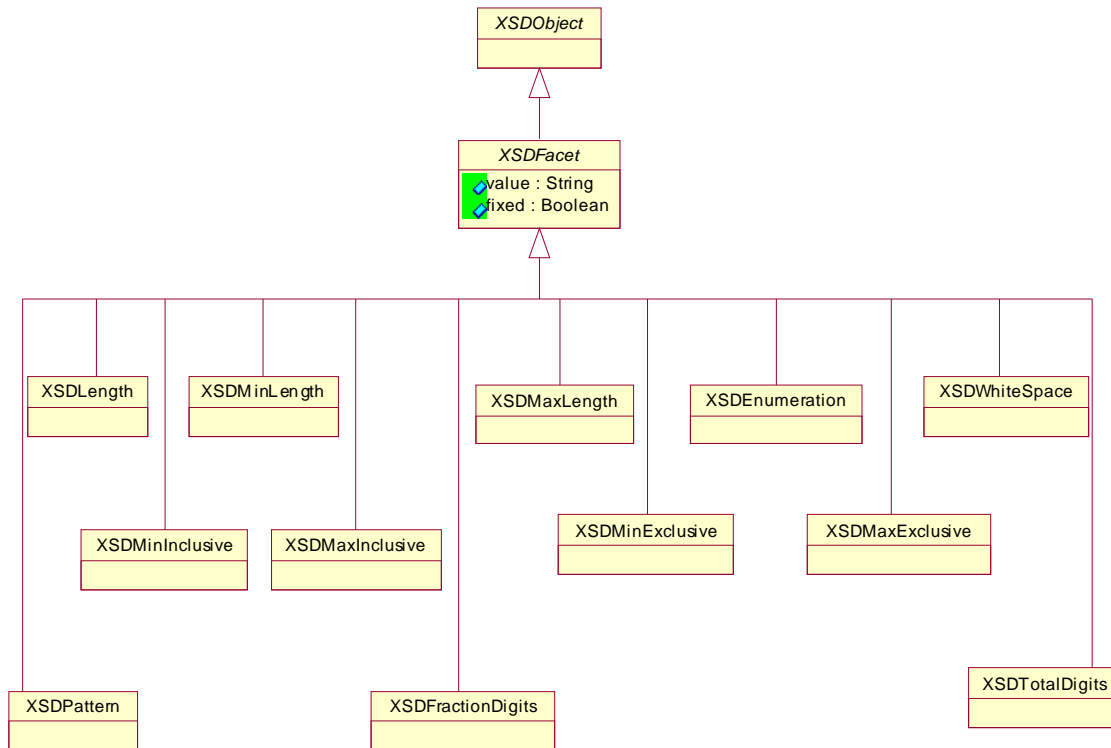 XSDObject
XSDFacet
value : String
fixed : Boolean
XSDLength
XSDMinLength
XSDMaxLength
XSDEnumeration
XSDWhiteSpace
XSDMinInclusive
XSDMaxInclusive
XSDMinExclusive
XSDMaxExclusive
XSDPattern
XSDFractionDigits
XSDTotalDigits